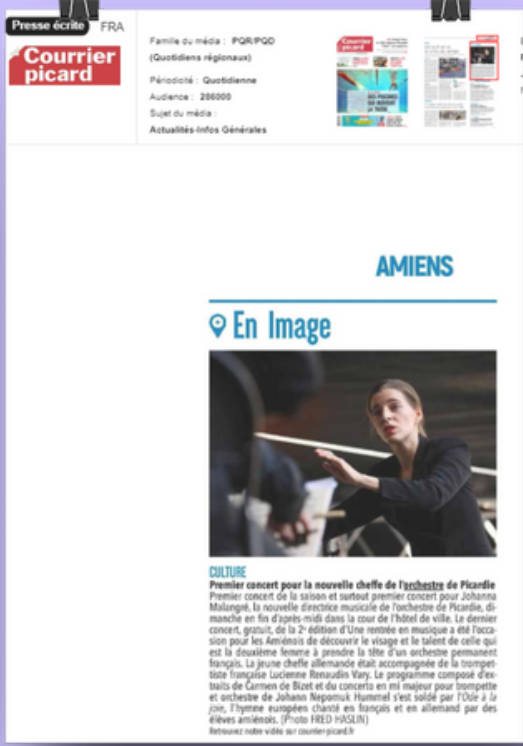 Presse écrite FRA
Courrier
picard
Famille du média : PQR/PQD
(Quotidiens régionaux)
Périodicité : Quotidienne
Audience : 286000
Sujet du média :
Actualités-Infos Générales
AMIENS
En Image
CULTURE
Premier concert pour la nouvelle cheffe de l'orchestre de Picardie
Premier concert de la saison et surtout premier concert pour Johanna
Malangré, la nouvelle directrice musicale de l'orchestre de Picardie, di-
manche en fin d'après-midi dans la cour de l'hôtel de ville. Le dernier
concert, gratuit, de la 2e édition d'Une rentrée en musique a été l'occa-
sion pour les Amiénois de découvrir le visage et le talent de celle qui
est la deuxième femme à prendre la tête d'un orchestre permanent
français. La jeune cheffe allemande était accompagnée de la trompet-
tiste française Lucienne Renaudin Vary. Le programme composé d'ex-
traits de Carmen de Bizet et du concerto en mi majeur pour trompette
et orchestre de Johann Nepomuk Hummel s'est soldé par l'Ode à la
joie, l'hymne européen chanté en français et en allemand par des
élèves amiénois. (Photo FRED HASLIN)
Retrouvez notre vidéo sur courrier-picard.fr